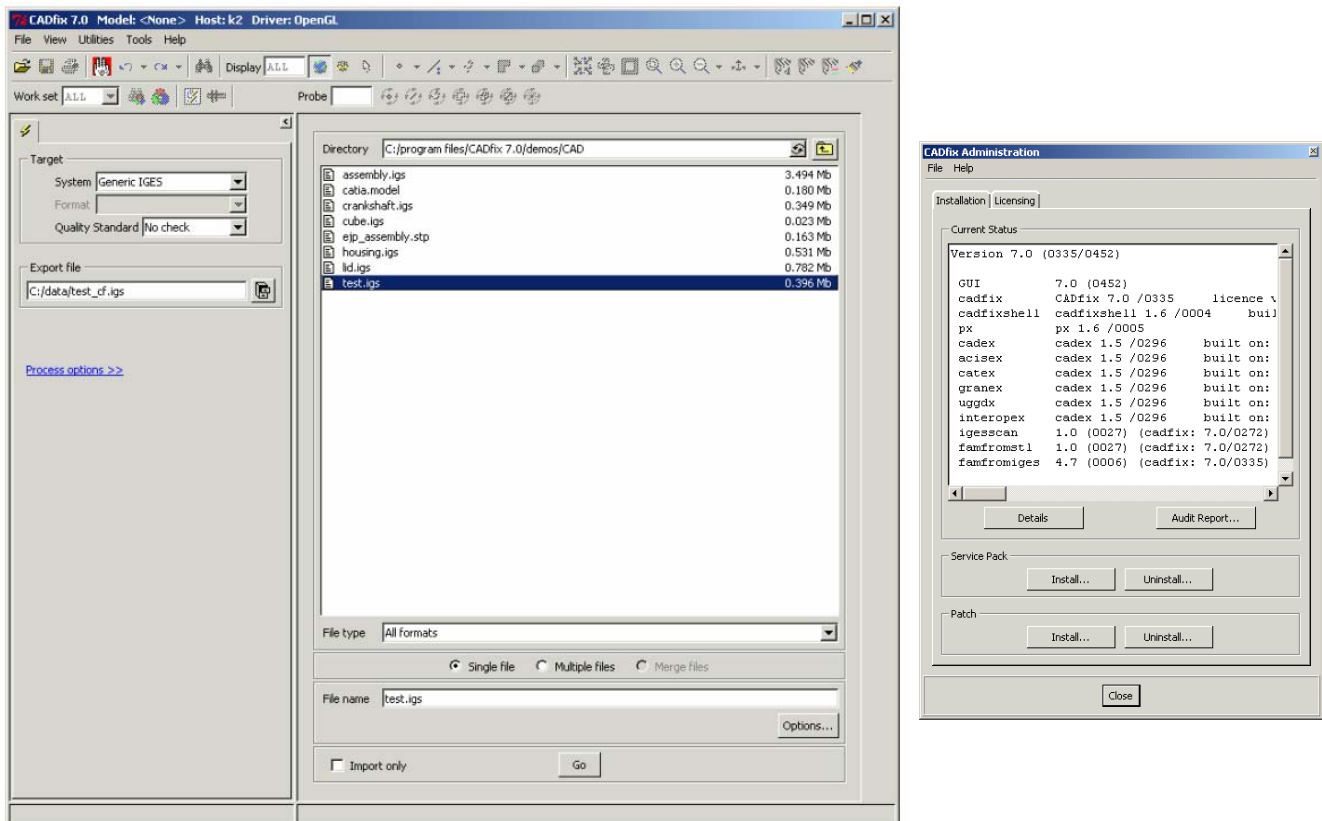 CADfix 7.0 Model: <None> Host: k2 Driver: OpenGL
File View Utilities Tools Help
Display ALL
Work set ALL Probe
Target
System Generic IGES
Format
Quality Standard No check
Export file
C:/data/test_cf.igs
Process options >>
Directory C:/program files/CADfix 7.0/demos/CAD
assembly.igs 3.494 Mb
catia.model 0.180 Mb
crankshaft.igs 0.349 Mb
cube.igs 0.023 Mb
ejp_assembly.stp 0.163 Mb
housing.igs 0.531 Mb
lid.igs 0.782 Mb
test.igs 0.396 Mb
File type All formats
Single file Multiple files Merge files
File name test.igs
Options...
Import only Go
CADfix Administration
File Help
Installation Licensing
Current Status
Version 7.0 (0335/0452)
GUI 7.0 (0452)
cadfix CADfix 7.0 /0335 licence
cadfixshell cadfixshell 1.6 /0004 buil
px px 1.6 /0005
cadex cadex 1.5 /0296 built on:
acisex cadex 1.5 /0296 built on:
catex cadex 1.5 /0296 built on:
granex cadex 1.5 /0296 built on:
uggdx cadex 1.5 /0296 built on:
interopex cadex 1.5 /0296 built on:
igesscan 1.0 (0027) (cadfix: 7.0/0272)
famfromstl 1.0 (0027) (cadfix: 7.0/0272)
famfromiges 4.7 (0006) (cadfix: 7.0/0335)
Details Audit Report...
Service Pack
Install... Uninstall...
Patch
Install... Uninstall...
Close